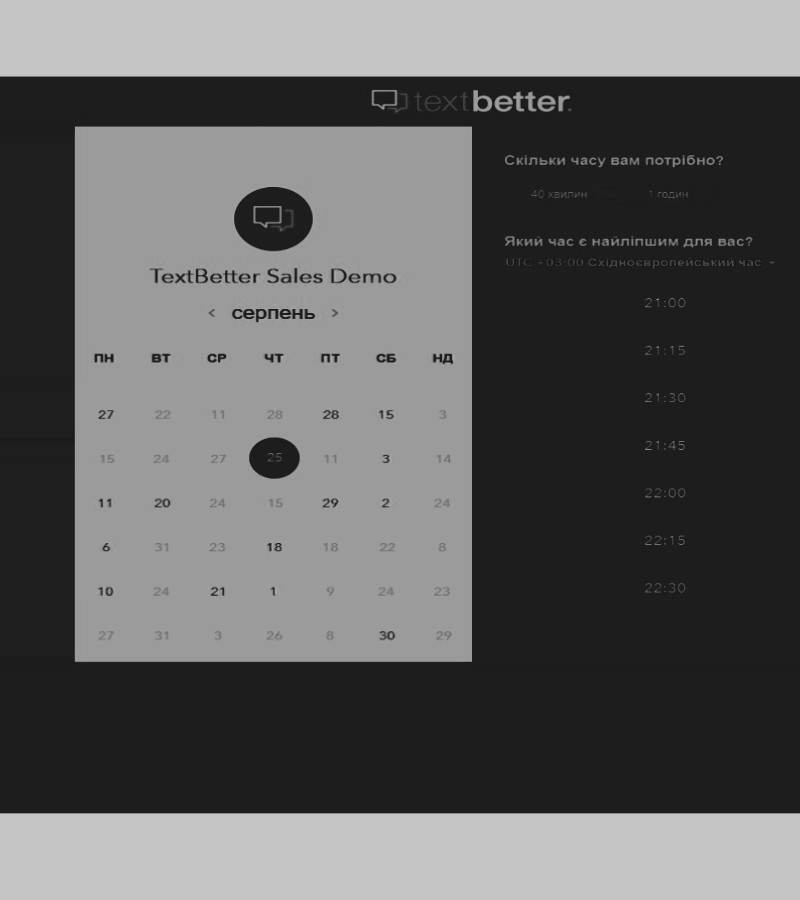 textbetter.
TextBetter Sales Demo
< серпень >
ПН ВТ СР ЧТ ПТ СБ НД
27 22 11 28 28 15 3
15 24 27 25 11 3 14
11 20 24 15 29 2 24
6 31 23 18 18 22 8
10 24 21 1 9 24 23
27 31 3 26 8 30 29
Скільки часу вам потрібно?
40 хвилин 1 годин
Який час є найліпшим для вас?
UTC +03:00 Східноєвропейський час
21:00
21:15
21:30
21:45
22:00
22:15
22:30